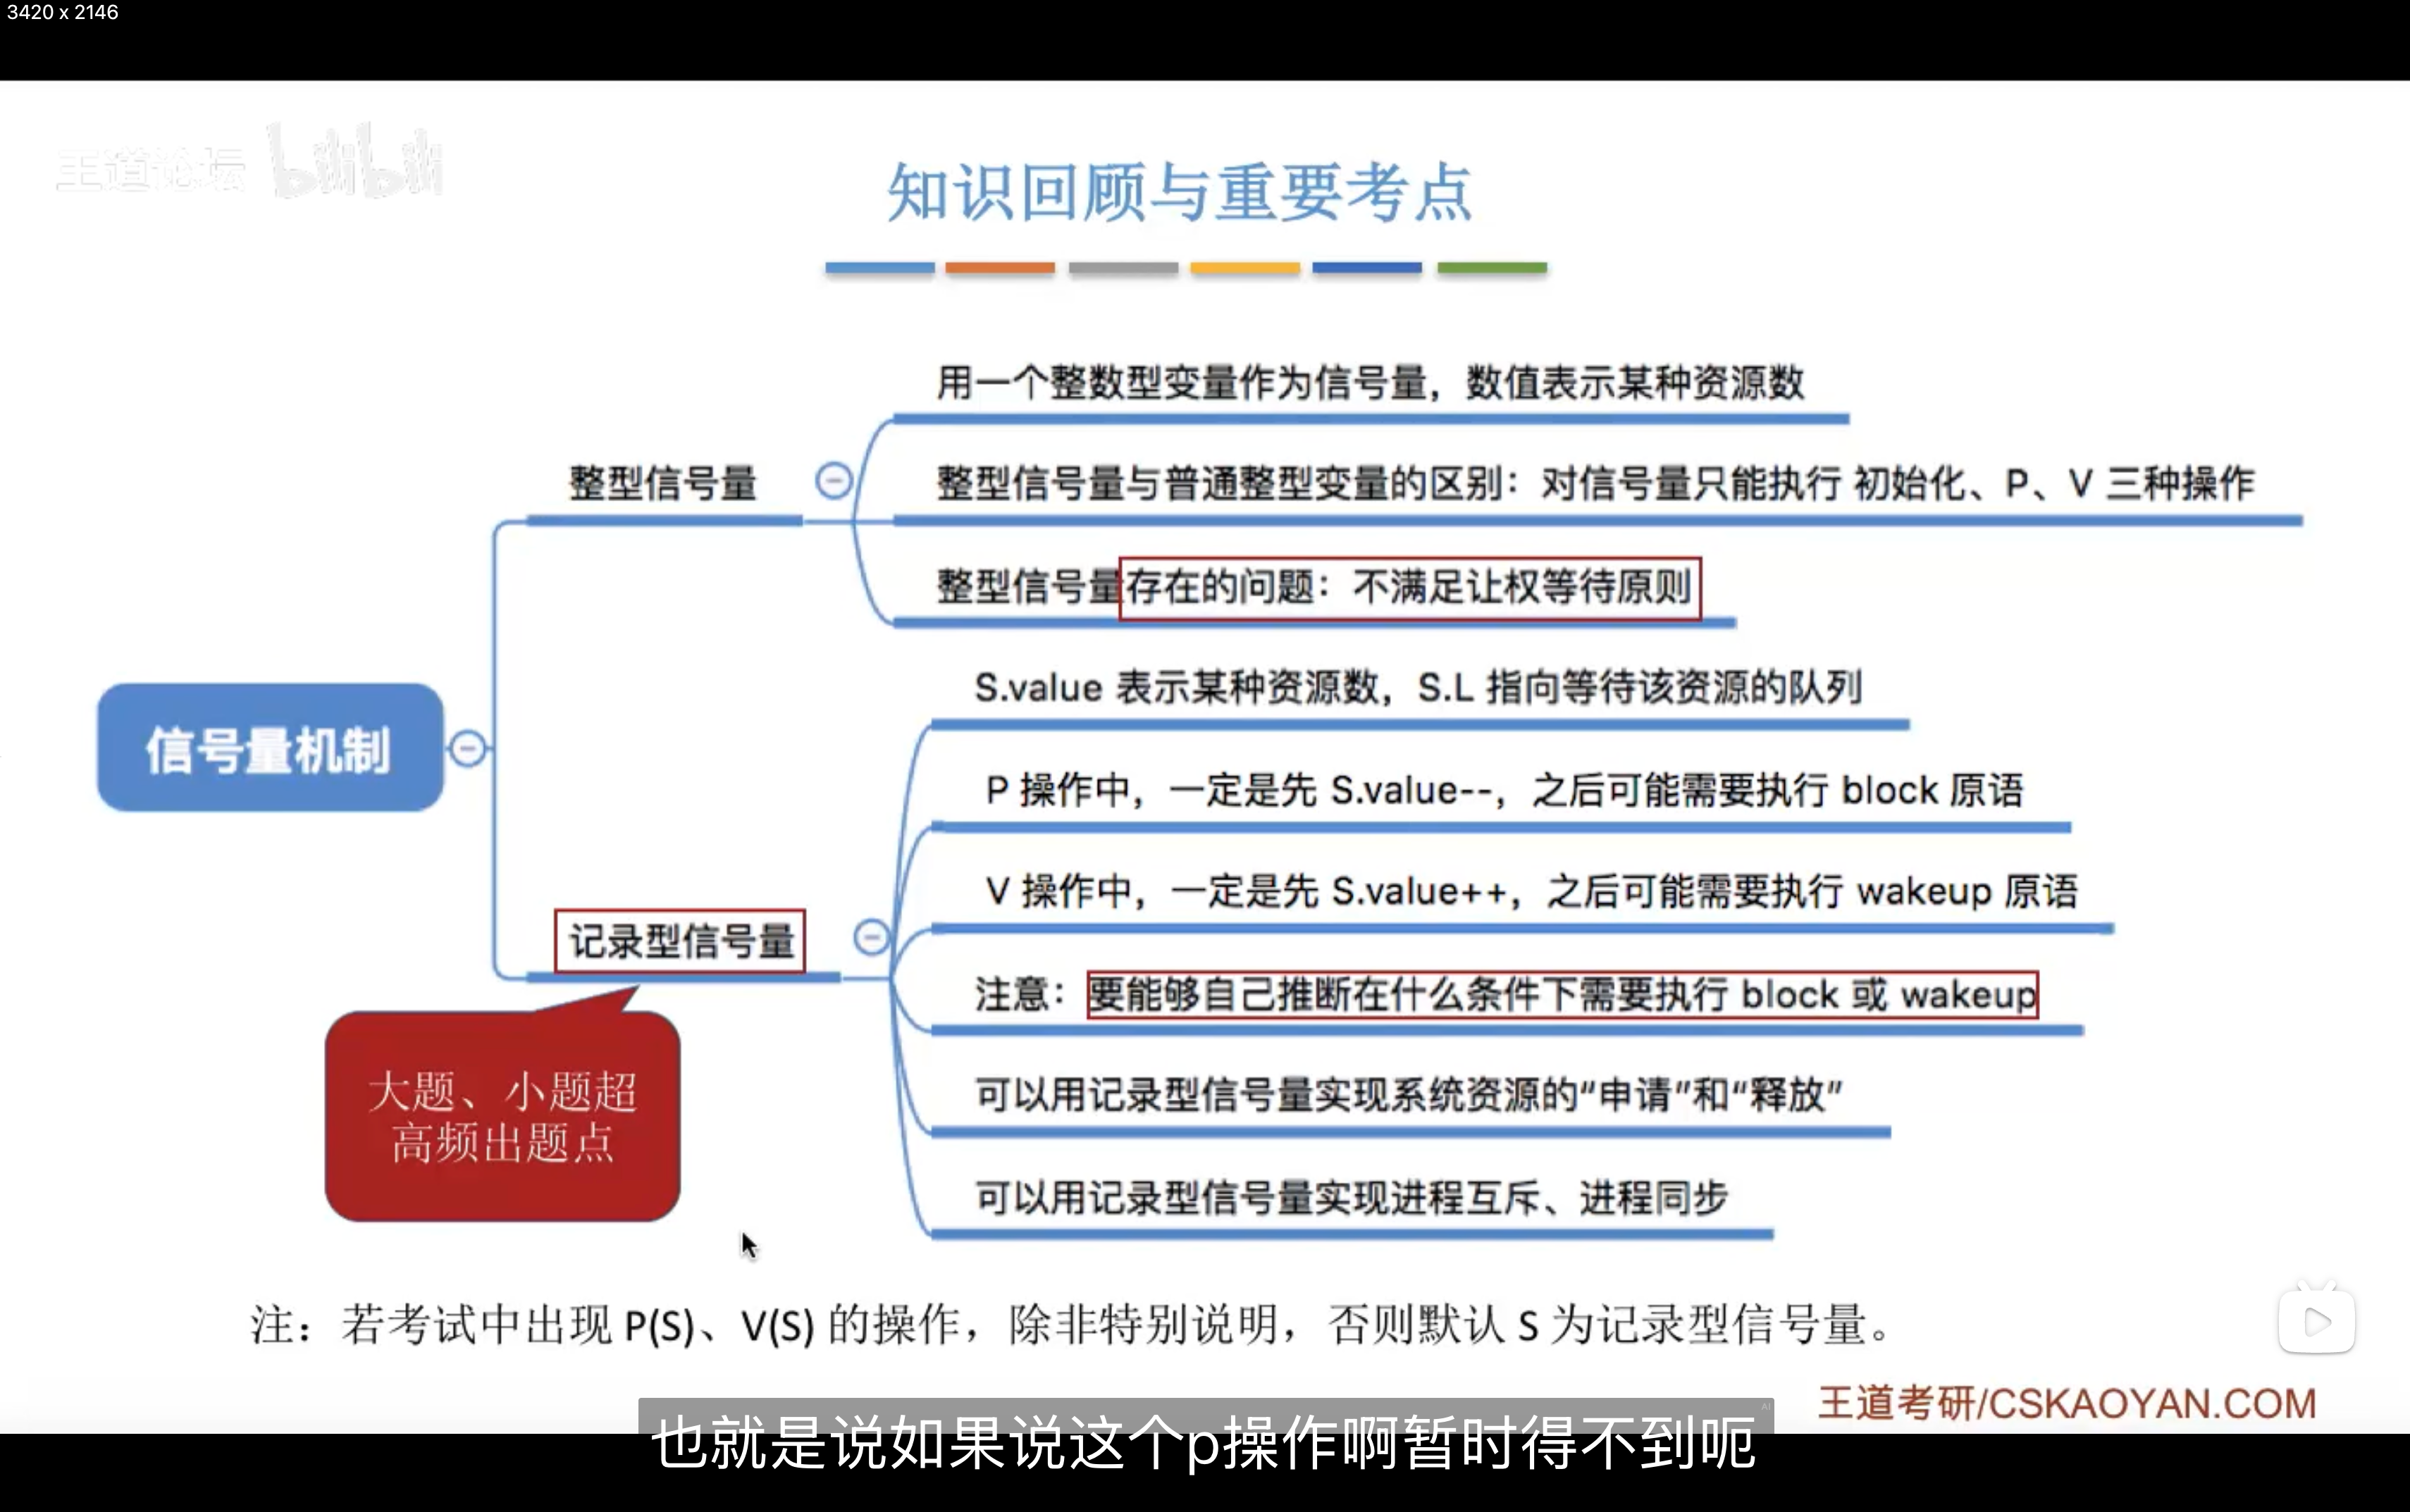 3420 x 2146
王道论坛 bilibili
知识回顾与重要考点
用一个整数型变量作为信号量，数值表示某种资源数
整型信号量
整型信号量与普通整型变量的区别：对信号量只能执行 初始化、P、V 三种操作
整型信号量存在的问题：不满足让权等待原则
信号量机制
S.value 表示某种资源数，S.L 指向等待该资源的队列
P 操作中，一定是先 S.value--，之后可能需要执行 block 原语
V 操作中，一定是先 S.value++，之后可能需要执行 wakeup 原语
记录型信号量
注意：要能够自己推断在什么条件下需要执行 block 或 wakeup
可以用记录型信号量实现系统资源的“申请”和“释放”
可以用记录型信号量实现进程互斥、进程同步
大题、小题超
高频出题点
注：若考试中出现 P(S)、V(S) 的操作，除非特别说明，否则默认 S 为记录型信号量。
王道考研/CSKAOYAN.COM
AI
也就是说如果说这个p操作啊暂时得不到呃